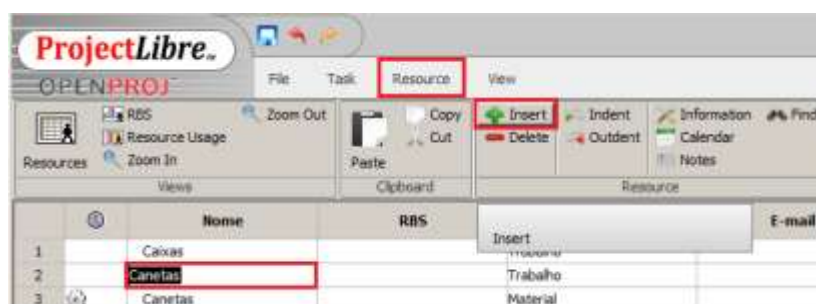 ProjectLibre
OPENPROJ
File Task Resource View
RBS Zoom Out
Resource Usage
Zoom In
Resources
Views
Copy
Cut
Paste
Clipboard
Insert Indent Information Find
Delete Outdent Calendar
Notes
Resource
Nome RBS E-mail
Insert
1 Caixas Trabalho
2 Canetas Trabalho
3 Canetas Material